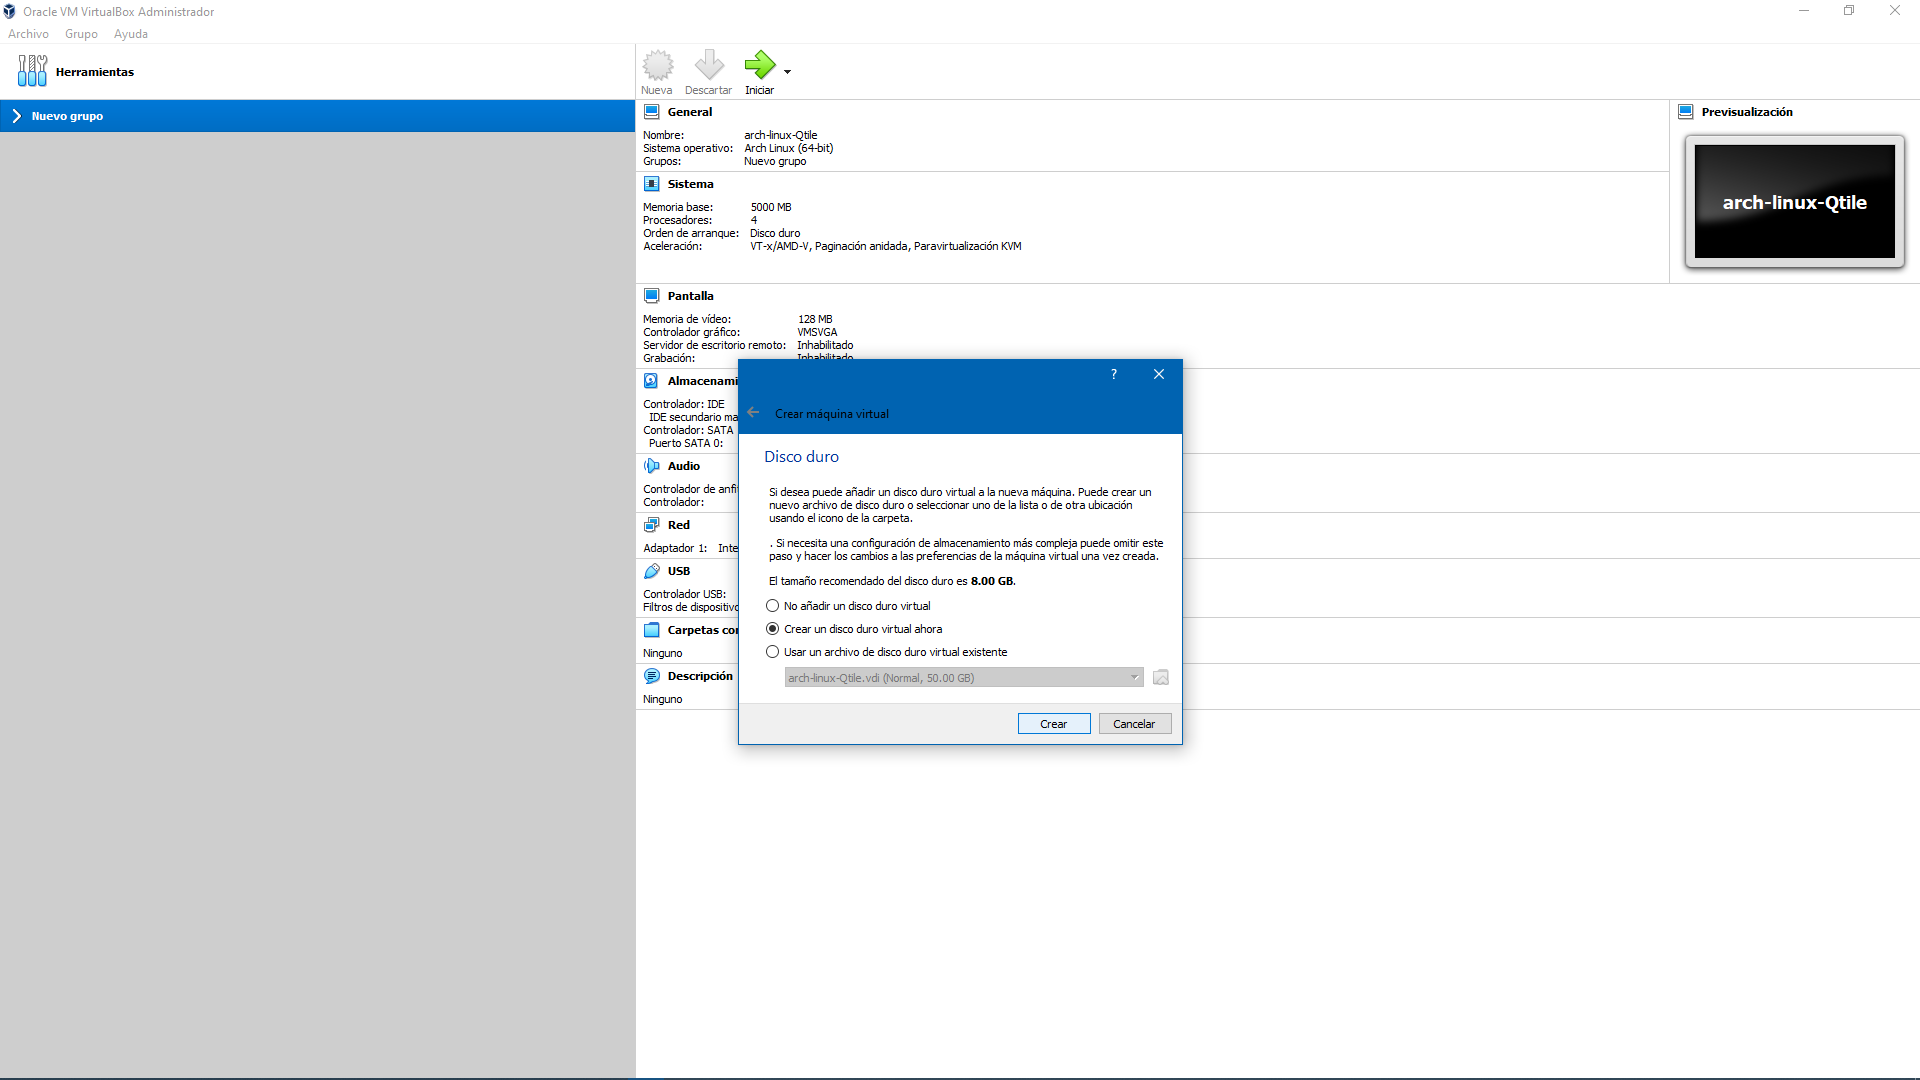 Oracle VM VirtualBox Administrador
Archivo Grupo Ayuda
Herramientas
Nuevo grupo
Nueva Descartar Iniciar
General
Nombre: arch-linux-Qtile
Sistema operativo: Arch Linux (64-bit)
Grupos: Nuevo grupo
Previsualización
arch-linux-Qtile
Sistema
Memoria base: 5000 MB
Procesadores: 4
Orden de arranque: Disco duro
Aceleración: VT-x/AMD-V, Paginación anidada, Paravirtualización KVM
Pantalla
Memoria de vídeo: 128 MB
Controlador gráfico: VMSVGA
Servidor de escritorio remoto: Inhabilitado
Grabación: Inhabilitado
Almacenami
Controlador: IDE
IDE secundario ma
Controlador: SATA
Puerto SATA 0:
Audio
Controlador de anfi
Controlador:
Red
Adaptador 1: Inte
USB
Controlador USB:
Filtros de dispositivo
Carpetas con
Ninguno
Descripción
Ninguno
?
Crear máquina virtual
Disco duro
Si desea puede añadir un disco duro virtual a la nueva máquina. Puede crear un
nuevo archivo de disco duro o seleccionar uno de la lista o de otra ubicación
usando el icono de la carpeta.
. Si necesita una configuración de almacenamiento más compleja puede omitir este
paso y hacer los cambios a las preferencias de la máquina virtual una vez creada.
El tamaño recomendado del disco duro es 8.00 GB.
No añadir un disco duro virtual
Crear un disco duro virtual ahora
Usar un archivo de disco duro virtual existente
arch-linux-Qtile.vdi (Normal, 50.00 GB)
Crear Cancelar